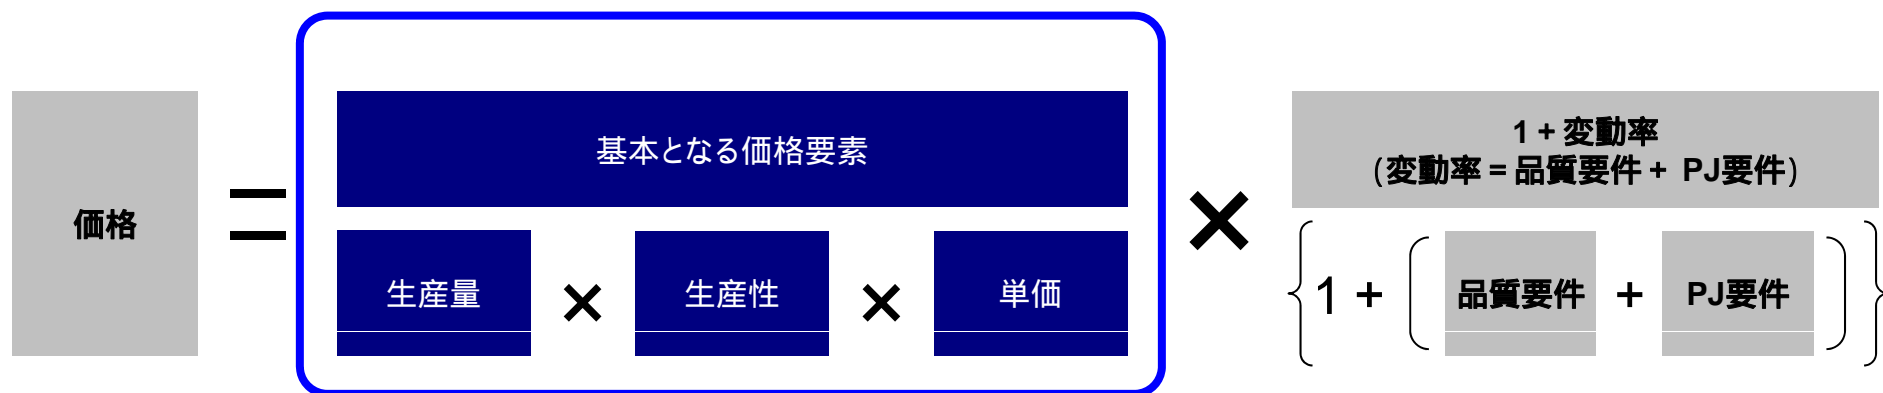 価格
=
基本となる価格要素
生産量 × 生産性 × 単価
×
1 + 変動率
(変動率 = 品質要件 + PJ要件)
{ 1 + ( 品質要件 + PJ要件 ) }